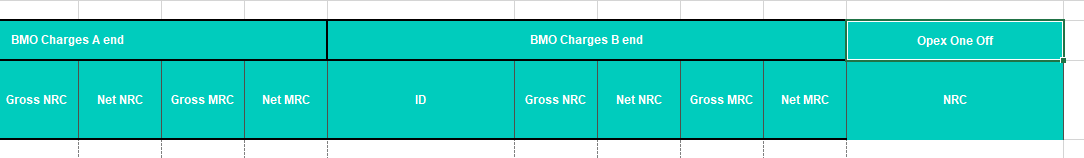 BMO Charges A end
BMO Charges B end
Opex One Off
Gross NRC
Net NRC
Gross MRC
Net MRC
ID
Gross NRC
Net NRC
Gross MRC
Net MRC
NRC